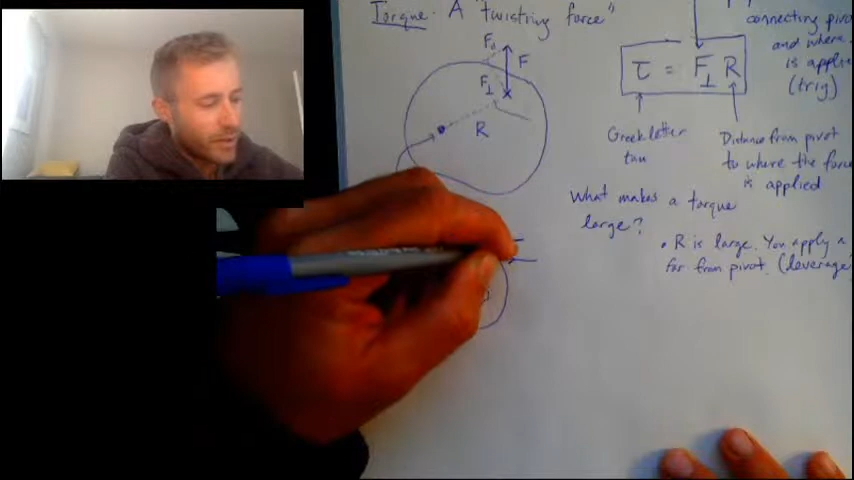 Torque: A "twisting force"
connecting pivot
and where
is applied
(trig)
F||
F
F⊥
R
τ = F⊥ R
Greek letter
tau
Distance from pivot
to where the force
is applied
What makes a torque
large?
• R is large. You apply a
far from pivot. (leverage